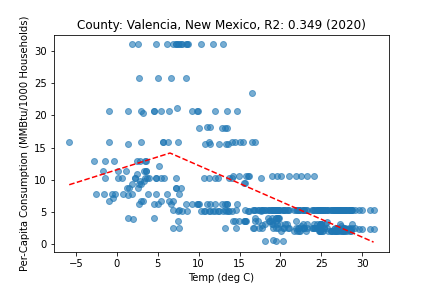 County: Valencia, New Mexico, R2: 0.349 (2020)
Per-Capita Consumption (MMBtu/1000 Households)
30
25
20
15
10
5
0
−5 0 5 10 15 20 25 30
Temp (deg C)